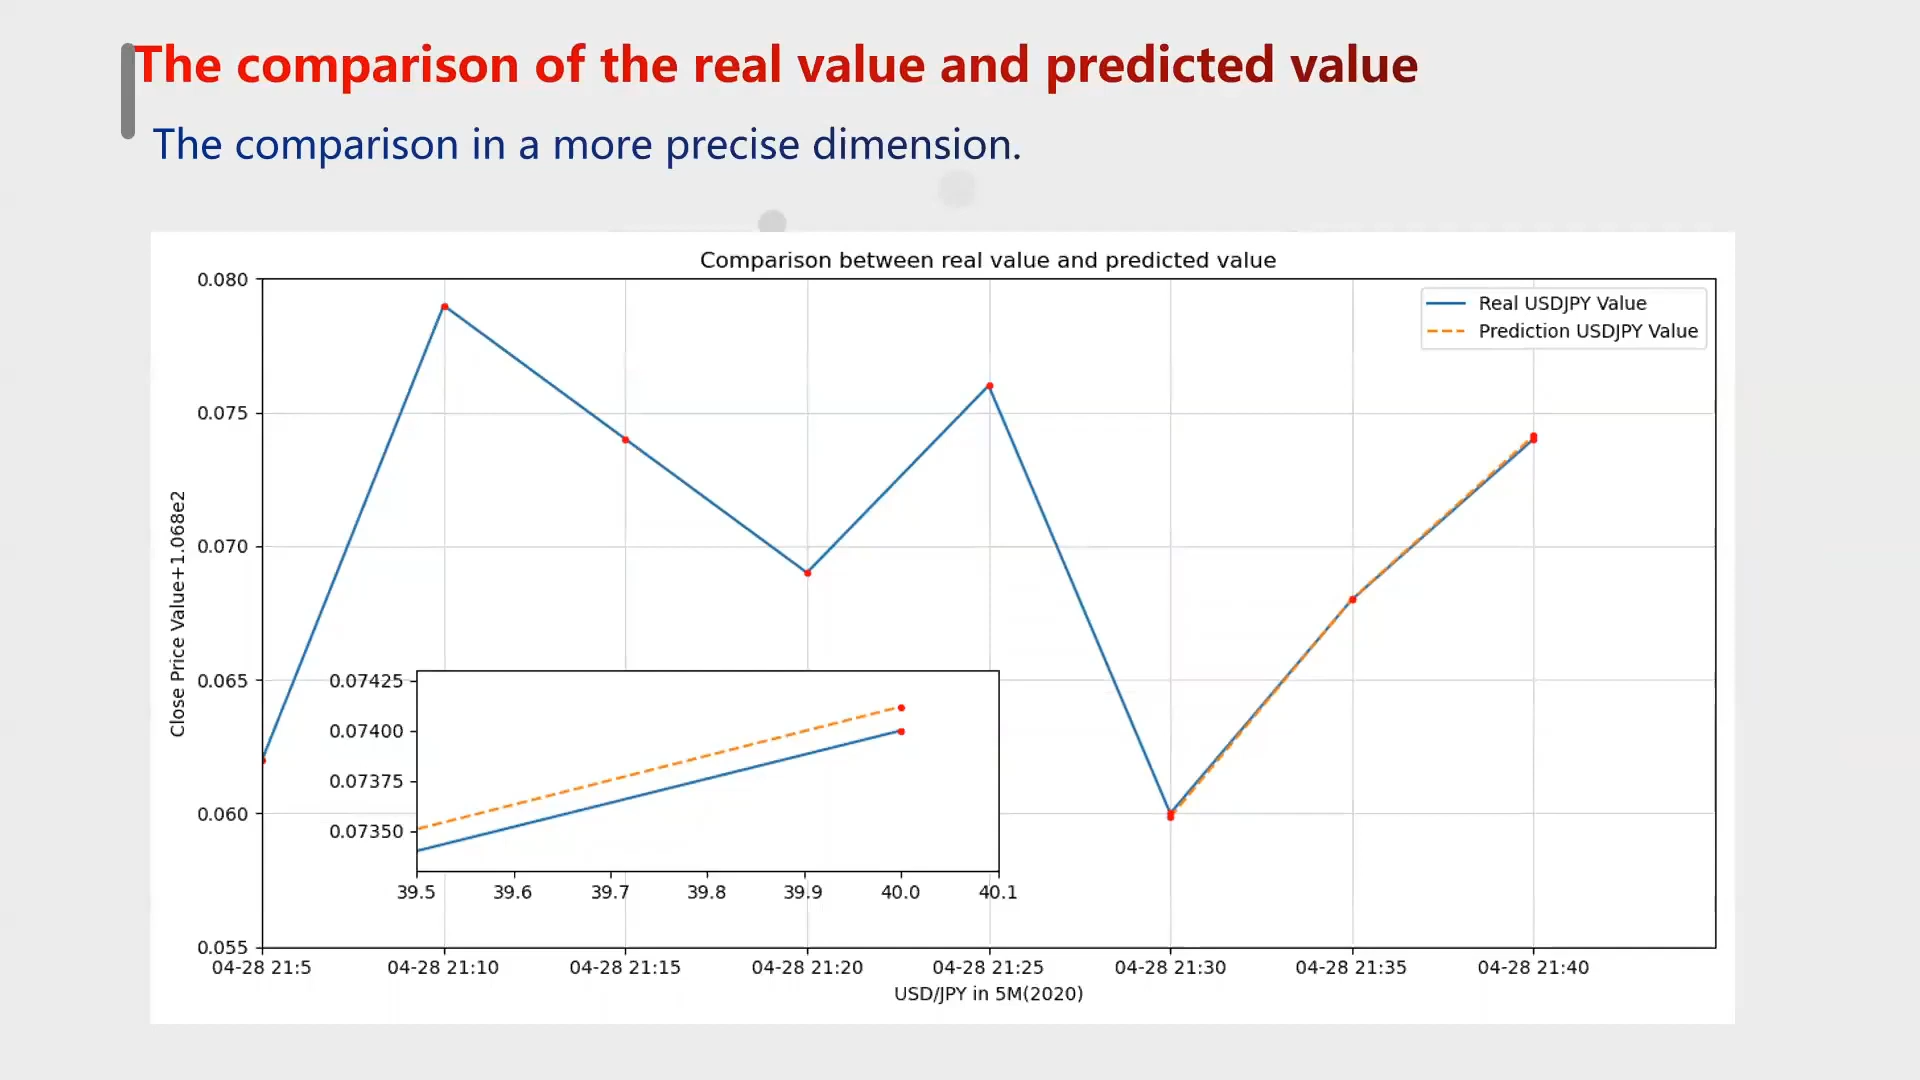 The comparison of the real value and predicted value
The comparison in a more precise dimension.
Comparison between real value and predicted value
Real USDJPY Value
Prediction USDJPY Value
Close Price Value+1.068e2
0.080
0.075
0.070
0.065
0.060
0.055
0.07425
0.07400
0.07375
0.07350
39.5 39.6 39.7 39.8 39.9 40.0 40.1
04-28 21:5 04-28 21:10 04-28 21:15 04-28 21:20 04-28 21:25 04-28 21:30 04-28 21:35 04-28 21:40
USD/JPY in 5M(2020)